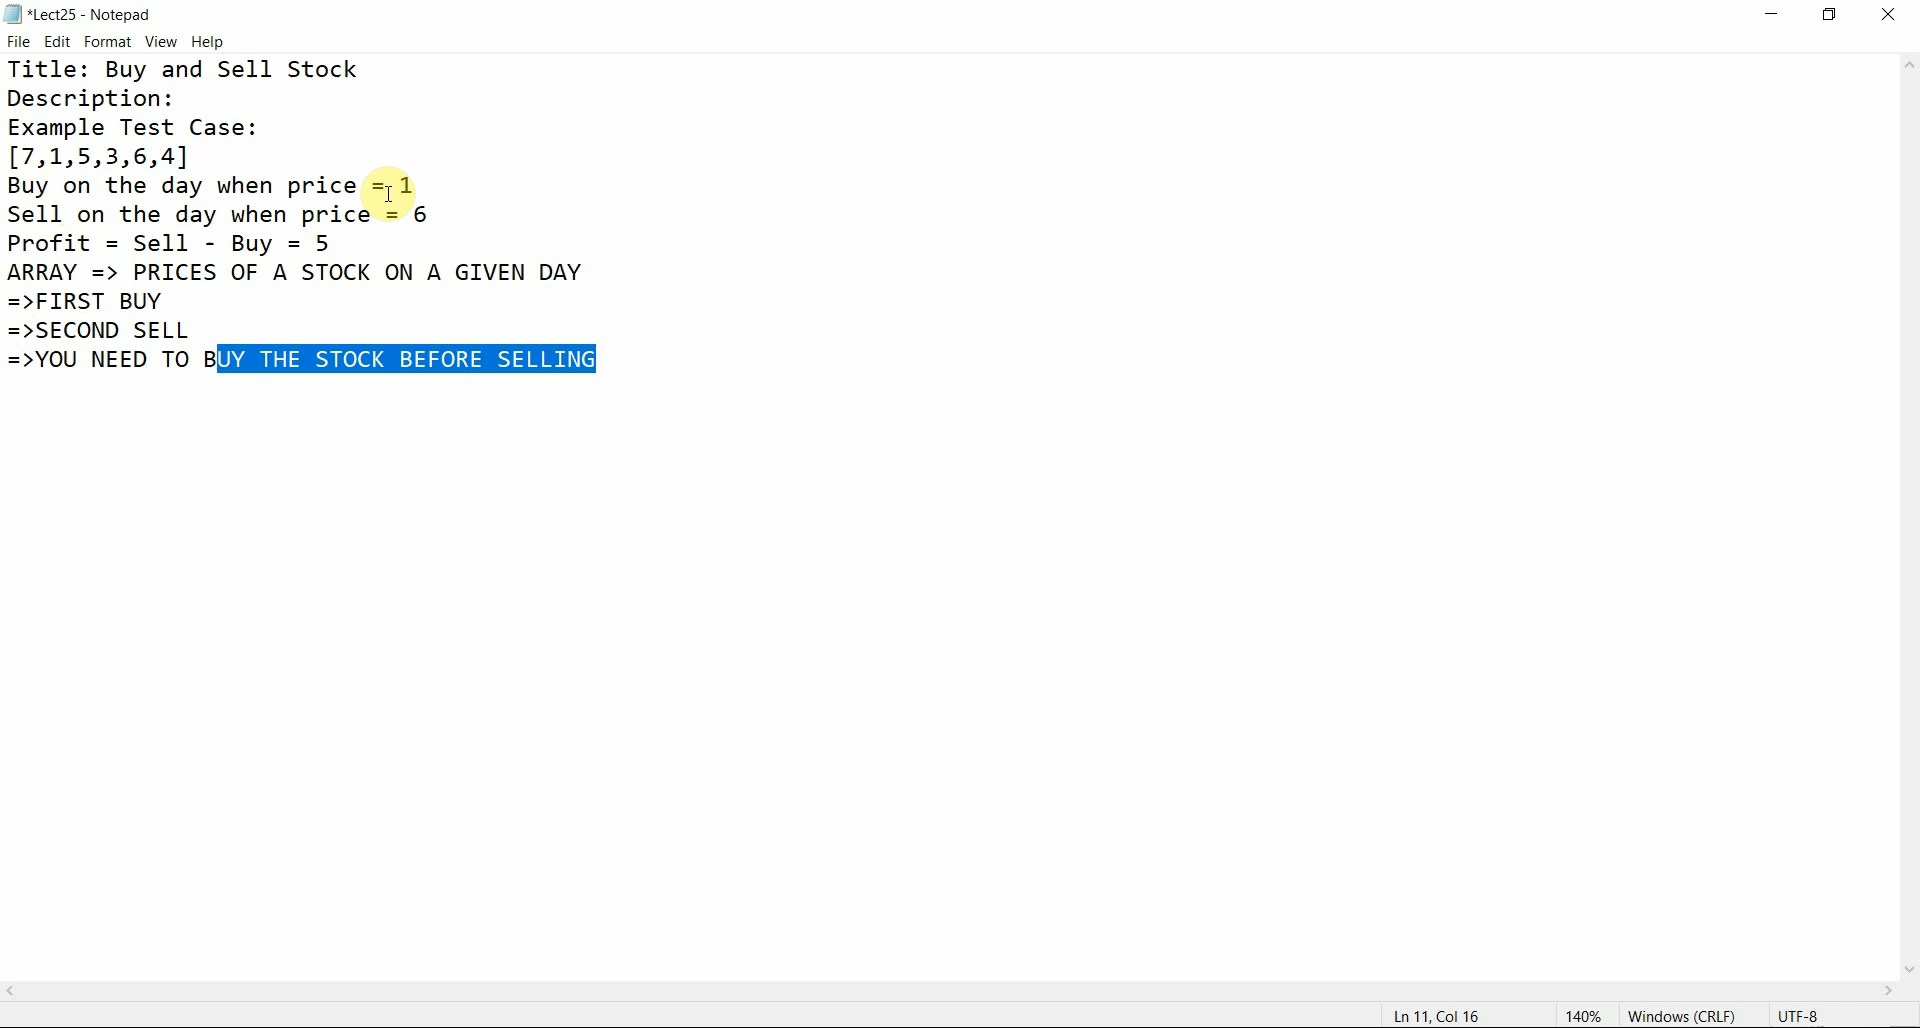 *Lect25 - Notepad
File Edit Format View Help
Title: Buy and Sell Stock
Description:
Example Test Case:
[7,1,5,3,6,4]
Buy on the day when price = 1
Sell on the day when price = 6
Profit = Sell - Buy = 5
ARRAY => PRICES OF A STOCK ON A GIVEN DAY
=>FIRST BUY
=>SECOND SELL
=>YOU NEED TO BUY THE STOCK BEFORE SELLING
Ln 11, Col 16 140% Windows (CRLF) UTF-8